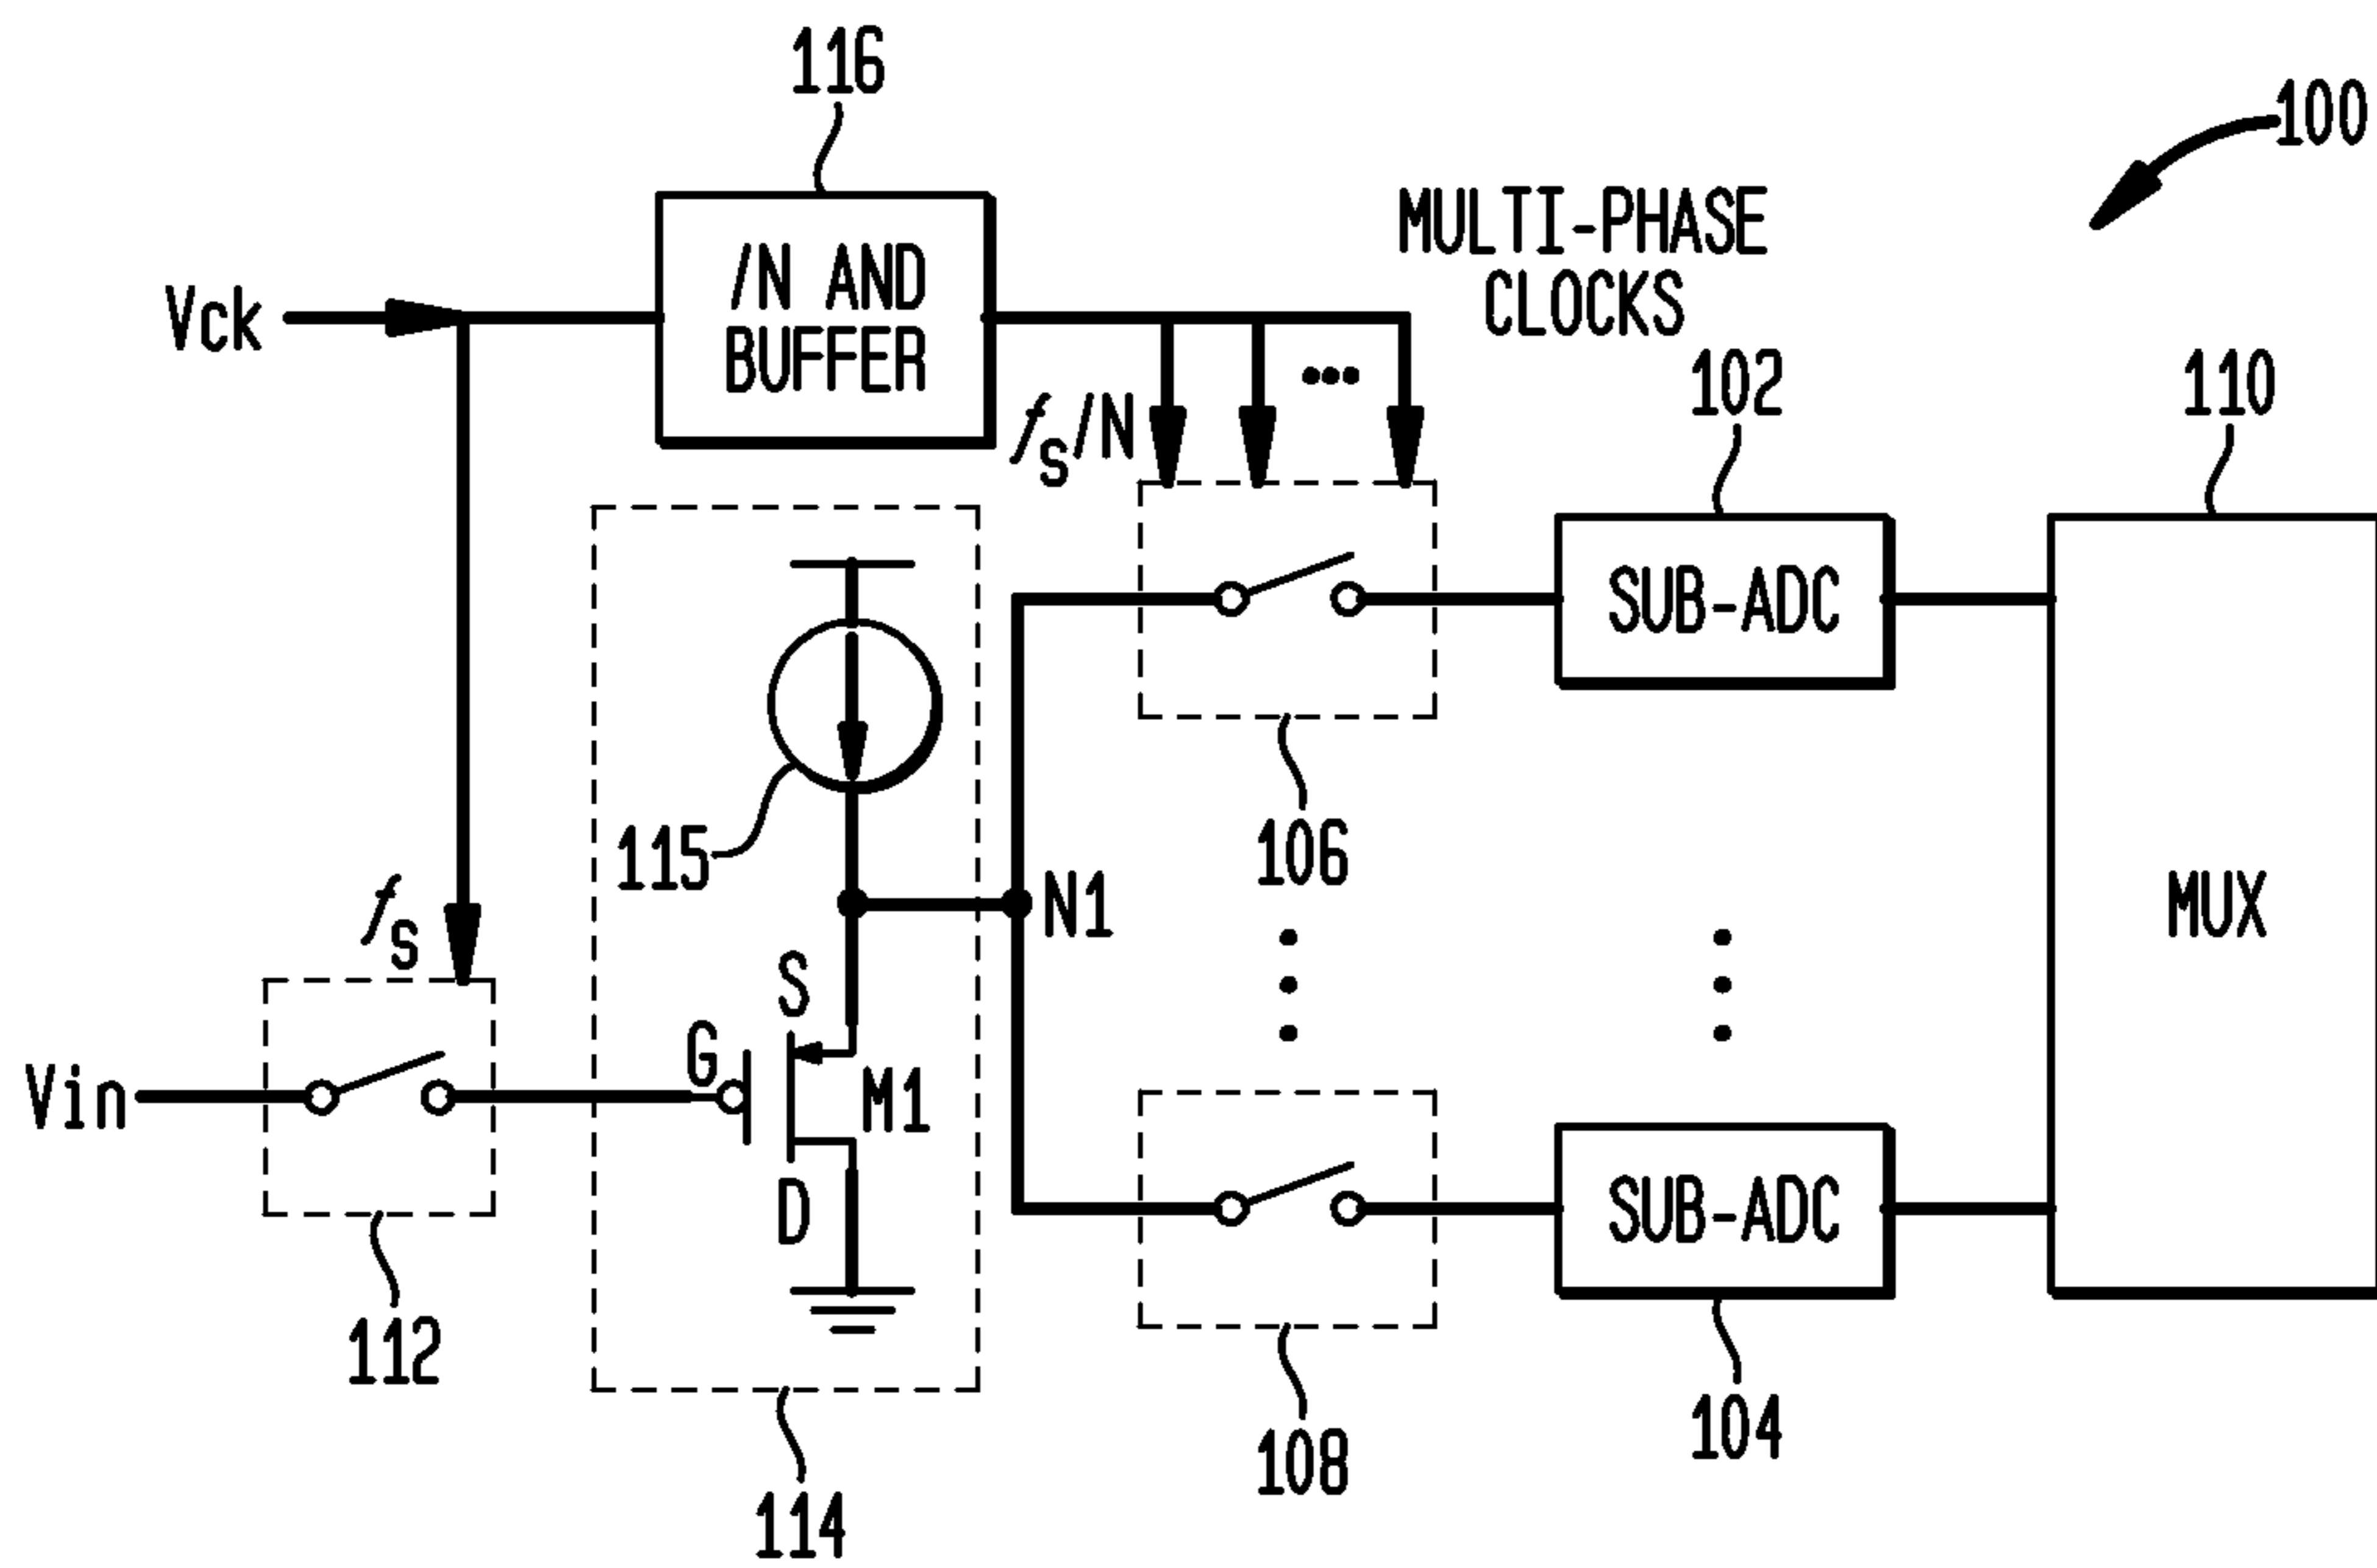 116
100
MULTI-PHASE
CLOCKS
Vck
/N AND
BUFFER
fs/N
102
110
SUB-ADC
115
106
N1
MUX
fs
S
G
M1
Vin
D
SUB-ADC
112
108
104
114